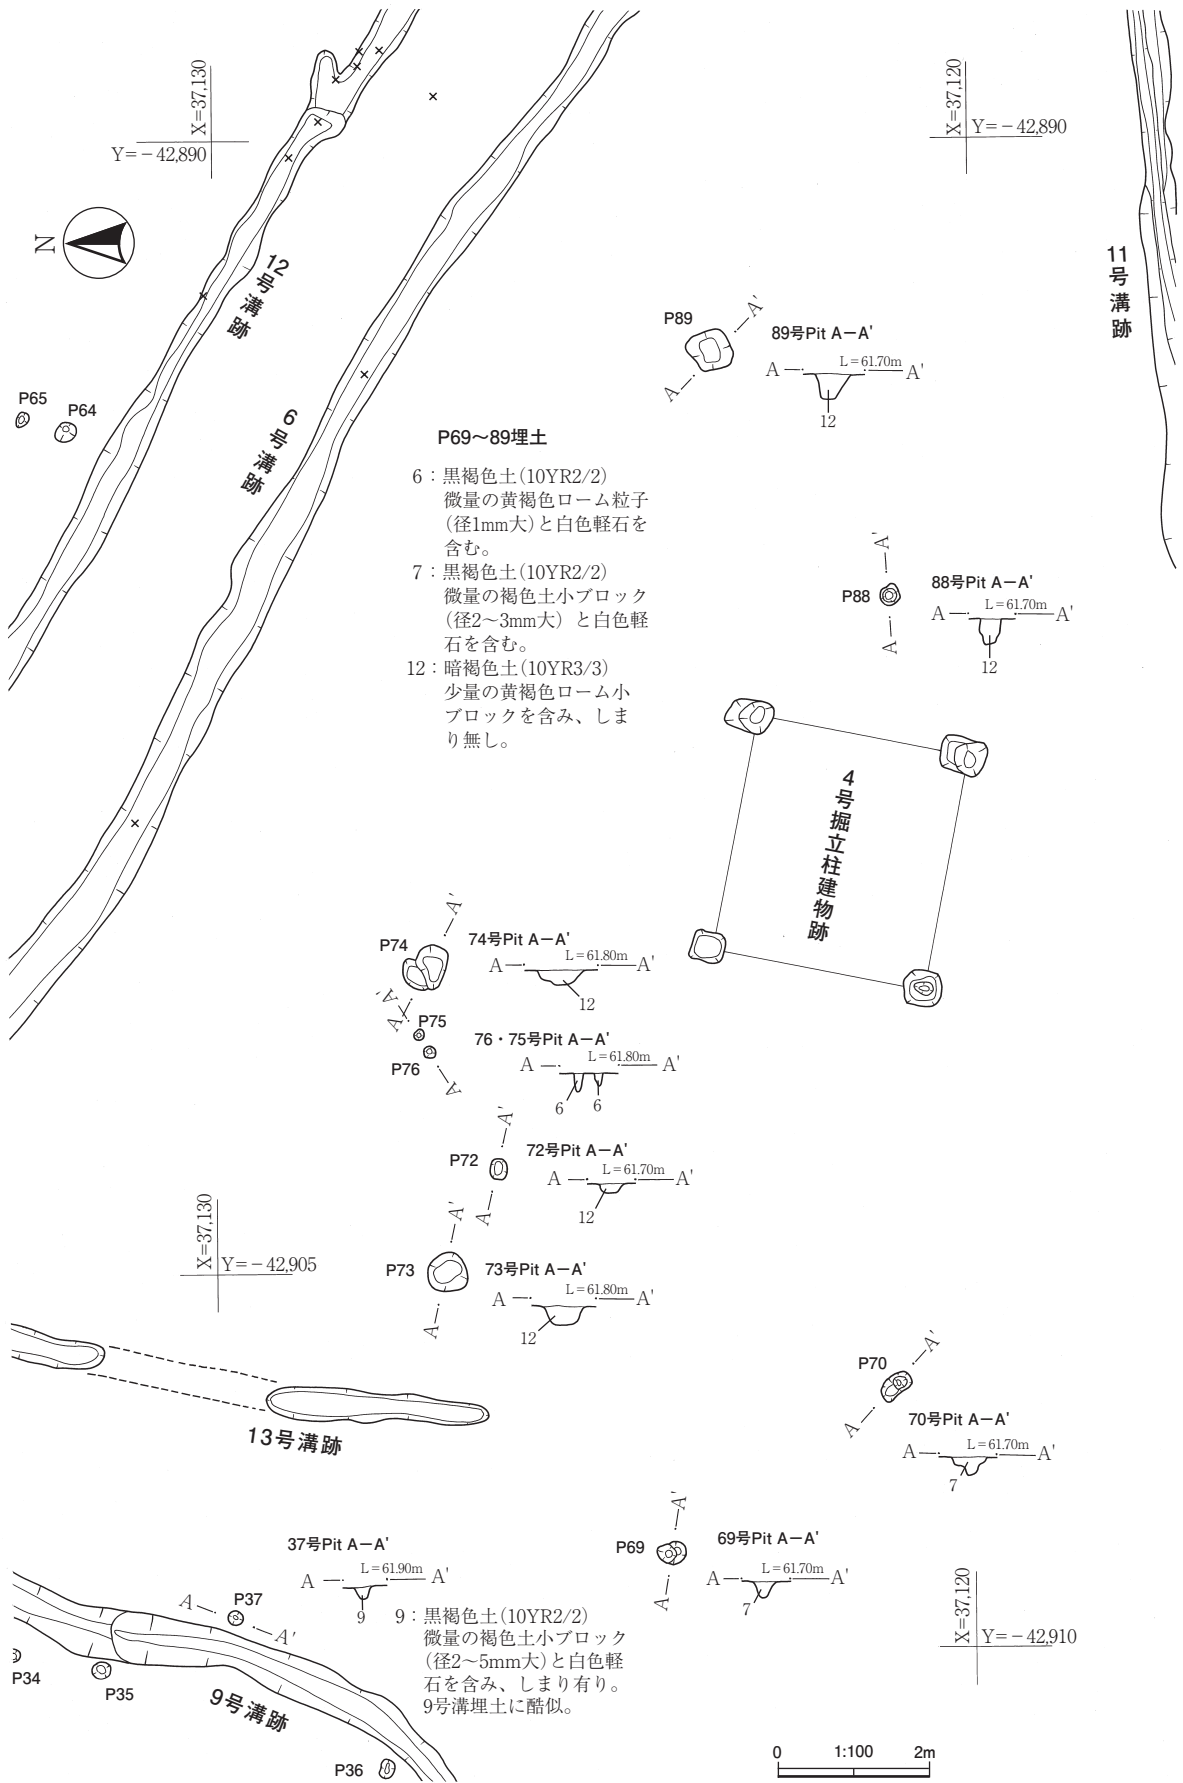 X=37,130
Y=－42,890
X=37,120
Y=－42,890
N
12号溝跡
11号溝跡
6号溝跡
P65
P64
P89
A
A'
89号Pit A－A'
A
L=61.70m
A'
12
P69～89埋土
6：黒褐色土(10YR2/2)
微量の黄褐色ローム粒子
(径1mm大)と白色軽石を
含む。
7：黒褐色土(10YR2/2)
微量の褐色土小ブロック
(径2～3mm大) と白色軽
石を含む。
12：暗褐色土(10YR3/3)
少量の黄褐色ローム小
ブロックを含み、しま
り無し。
A'
P88
A
88号Pit A－A'
A
L=61.70m
A'
12
4号掘立柱建物跡
A'
P74
A
74号Pit A－A'
A
L=61.80m
A'
12
A'
P75
P76
A
76・75号Pit A－A'
A
L=61.80m
A'
6
6
A'
P72
A
72号Pit A－A'
A
L=61.70m
A'
12
X=37,130
Y=－42,905
A'
P73
A
73号Pit A－A'
A
L=61.80m
A'
12
13号溝跡
A'
P70
A
70号Pit A－A'
A
L=61.70m
A'
7
A'
P69
A
69号Pit A－A'
A
L=61.70m
A'
7
37号Pit A－A'
A
L=61.90m
A'
9
A
P37
A'
9：黒褐色土(10YR2/2)
微量の褐色土小ブロック
(径2～5mm大)と白色軽
石を含み、しまり有り。
9号溝埋土に酷似。
X=37,120
Y=－42,910
P34
P35
9号溝跡
P36
0
1:100
2m